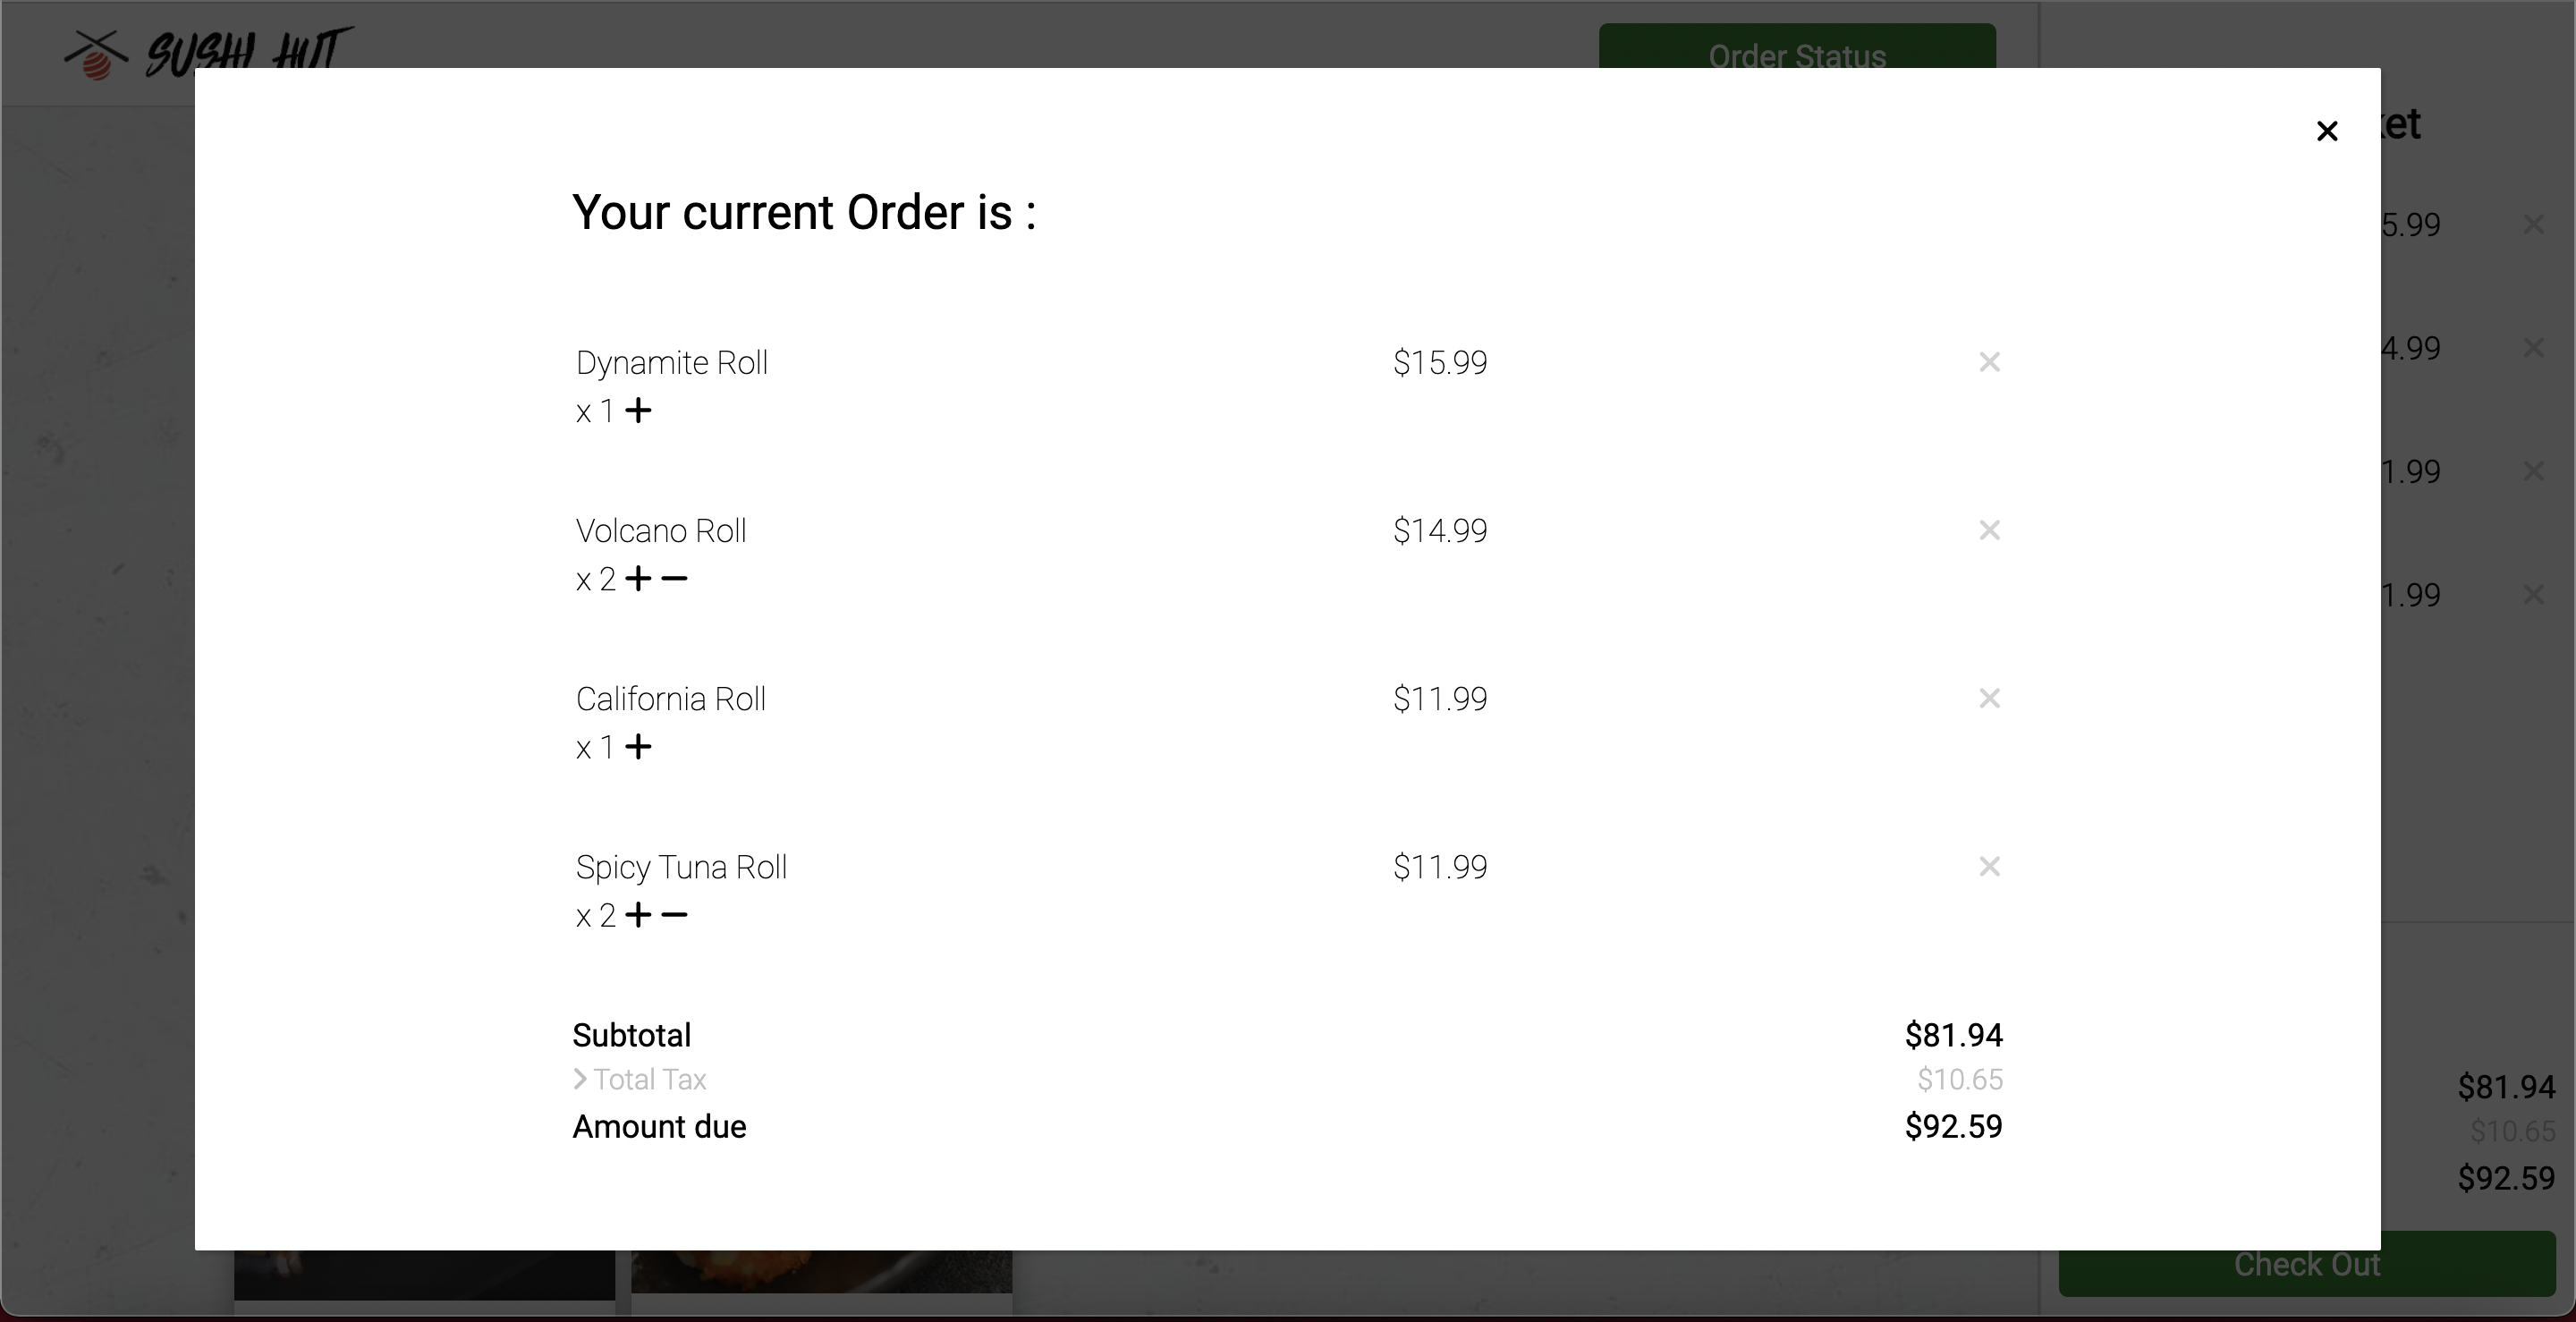 SUSHI HUT
Order Status
Your current Order is :
Dynamite Roll $15.99
x 1
Volcano Roll $14.99
x 2
California Roll $11.99
x 1
Spicy Tuna Roll $11.99
x 2
Subtotal $81.94
Total Tax $10.65
Amount due $92.59
ket
5.99
4.99
1.99
1.99
$81.94
$10.65
$92.59
Check Out